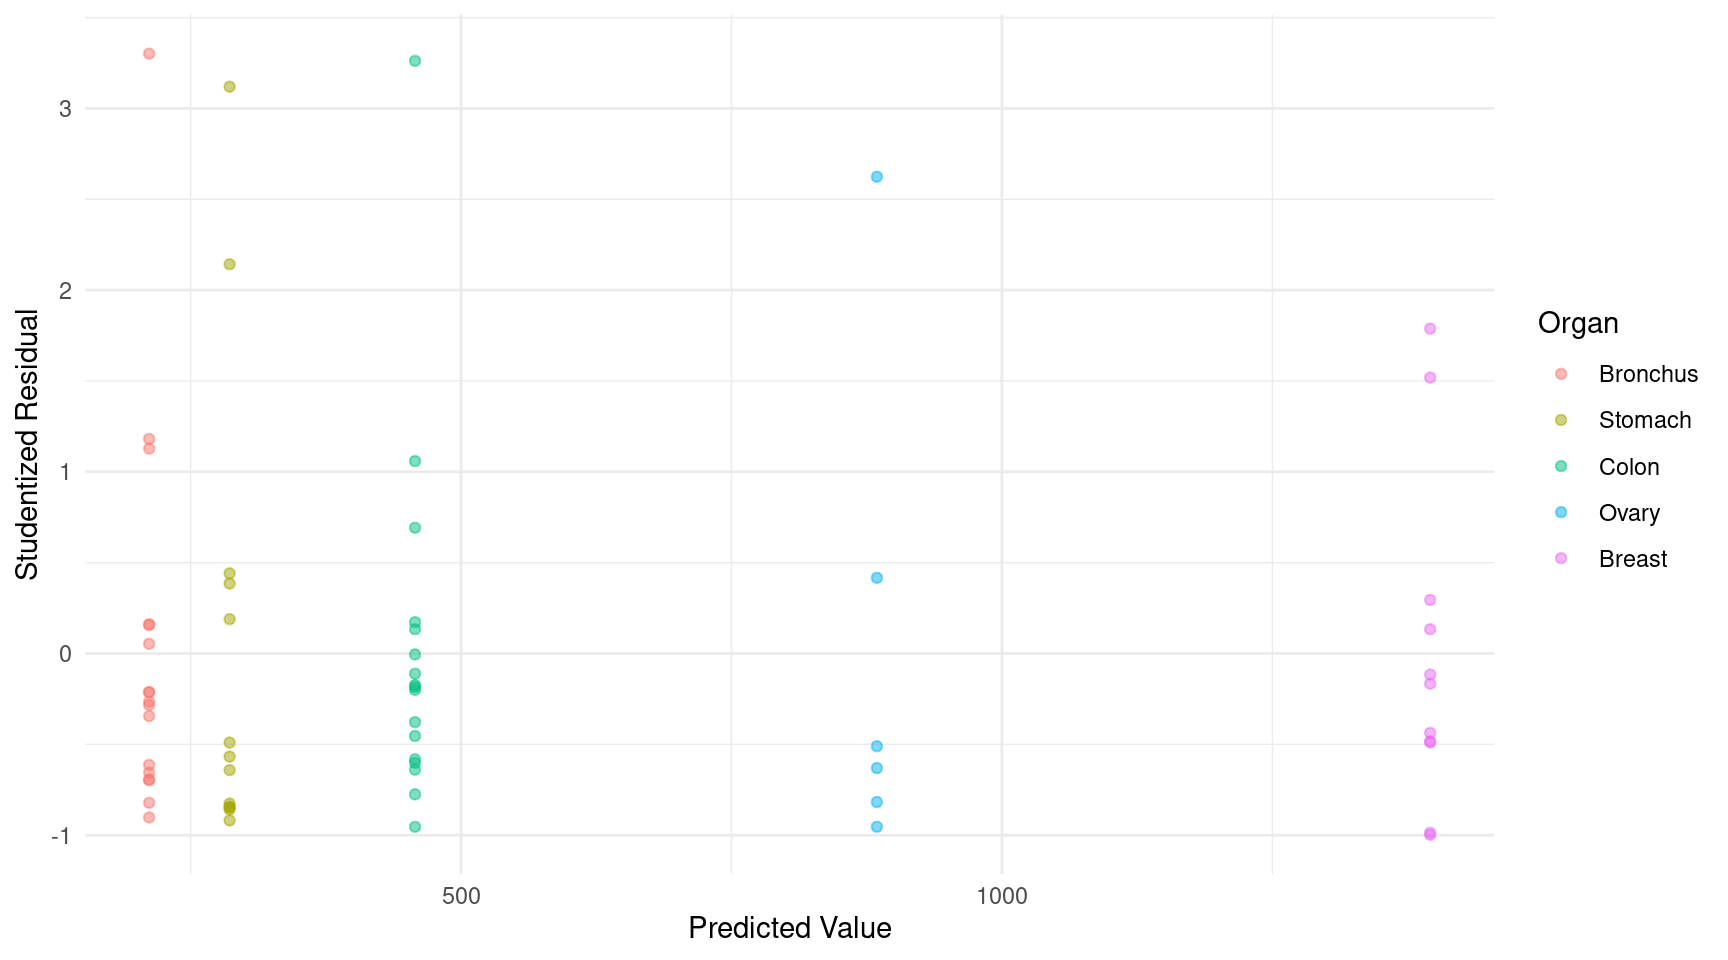 3
2
1
0
-1
500
1000
Predicted Value
Studentized Residual
Organ
Bronchus
Stomach
Colon
Ovary
Breast